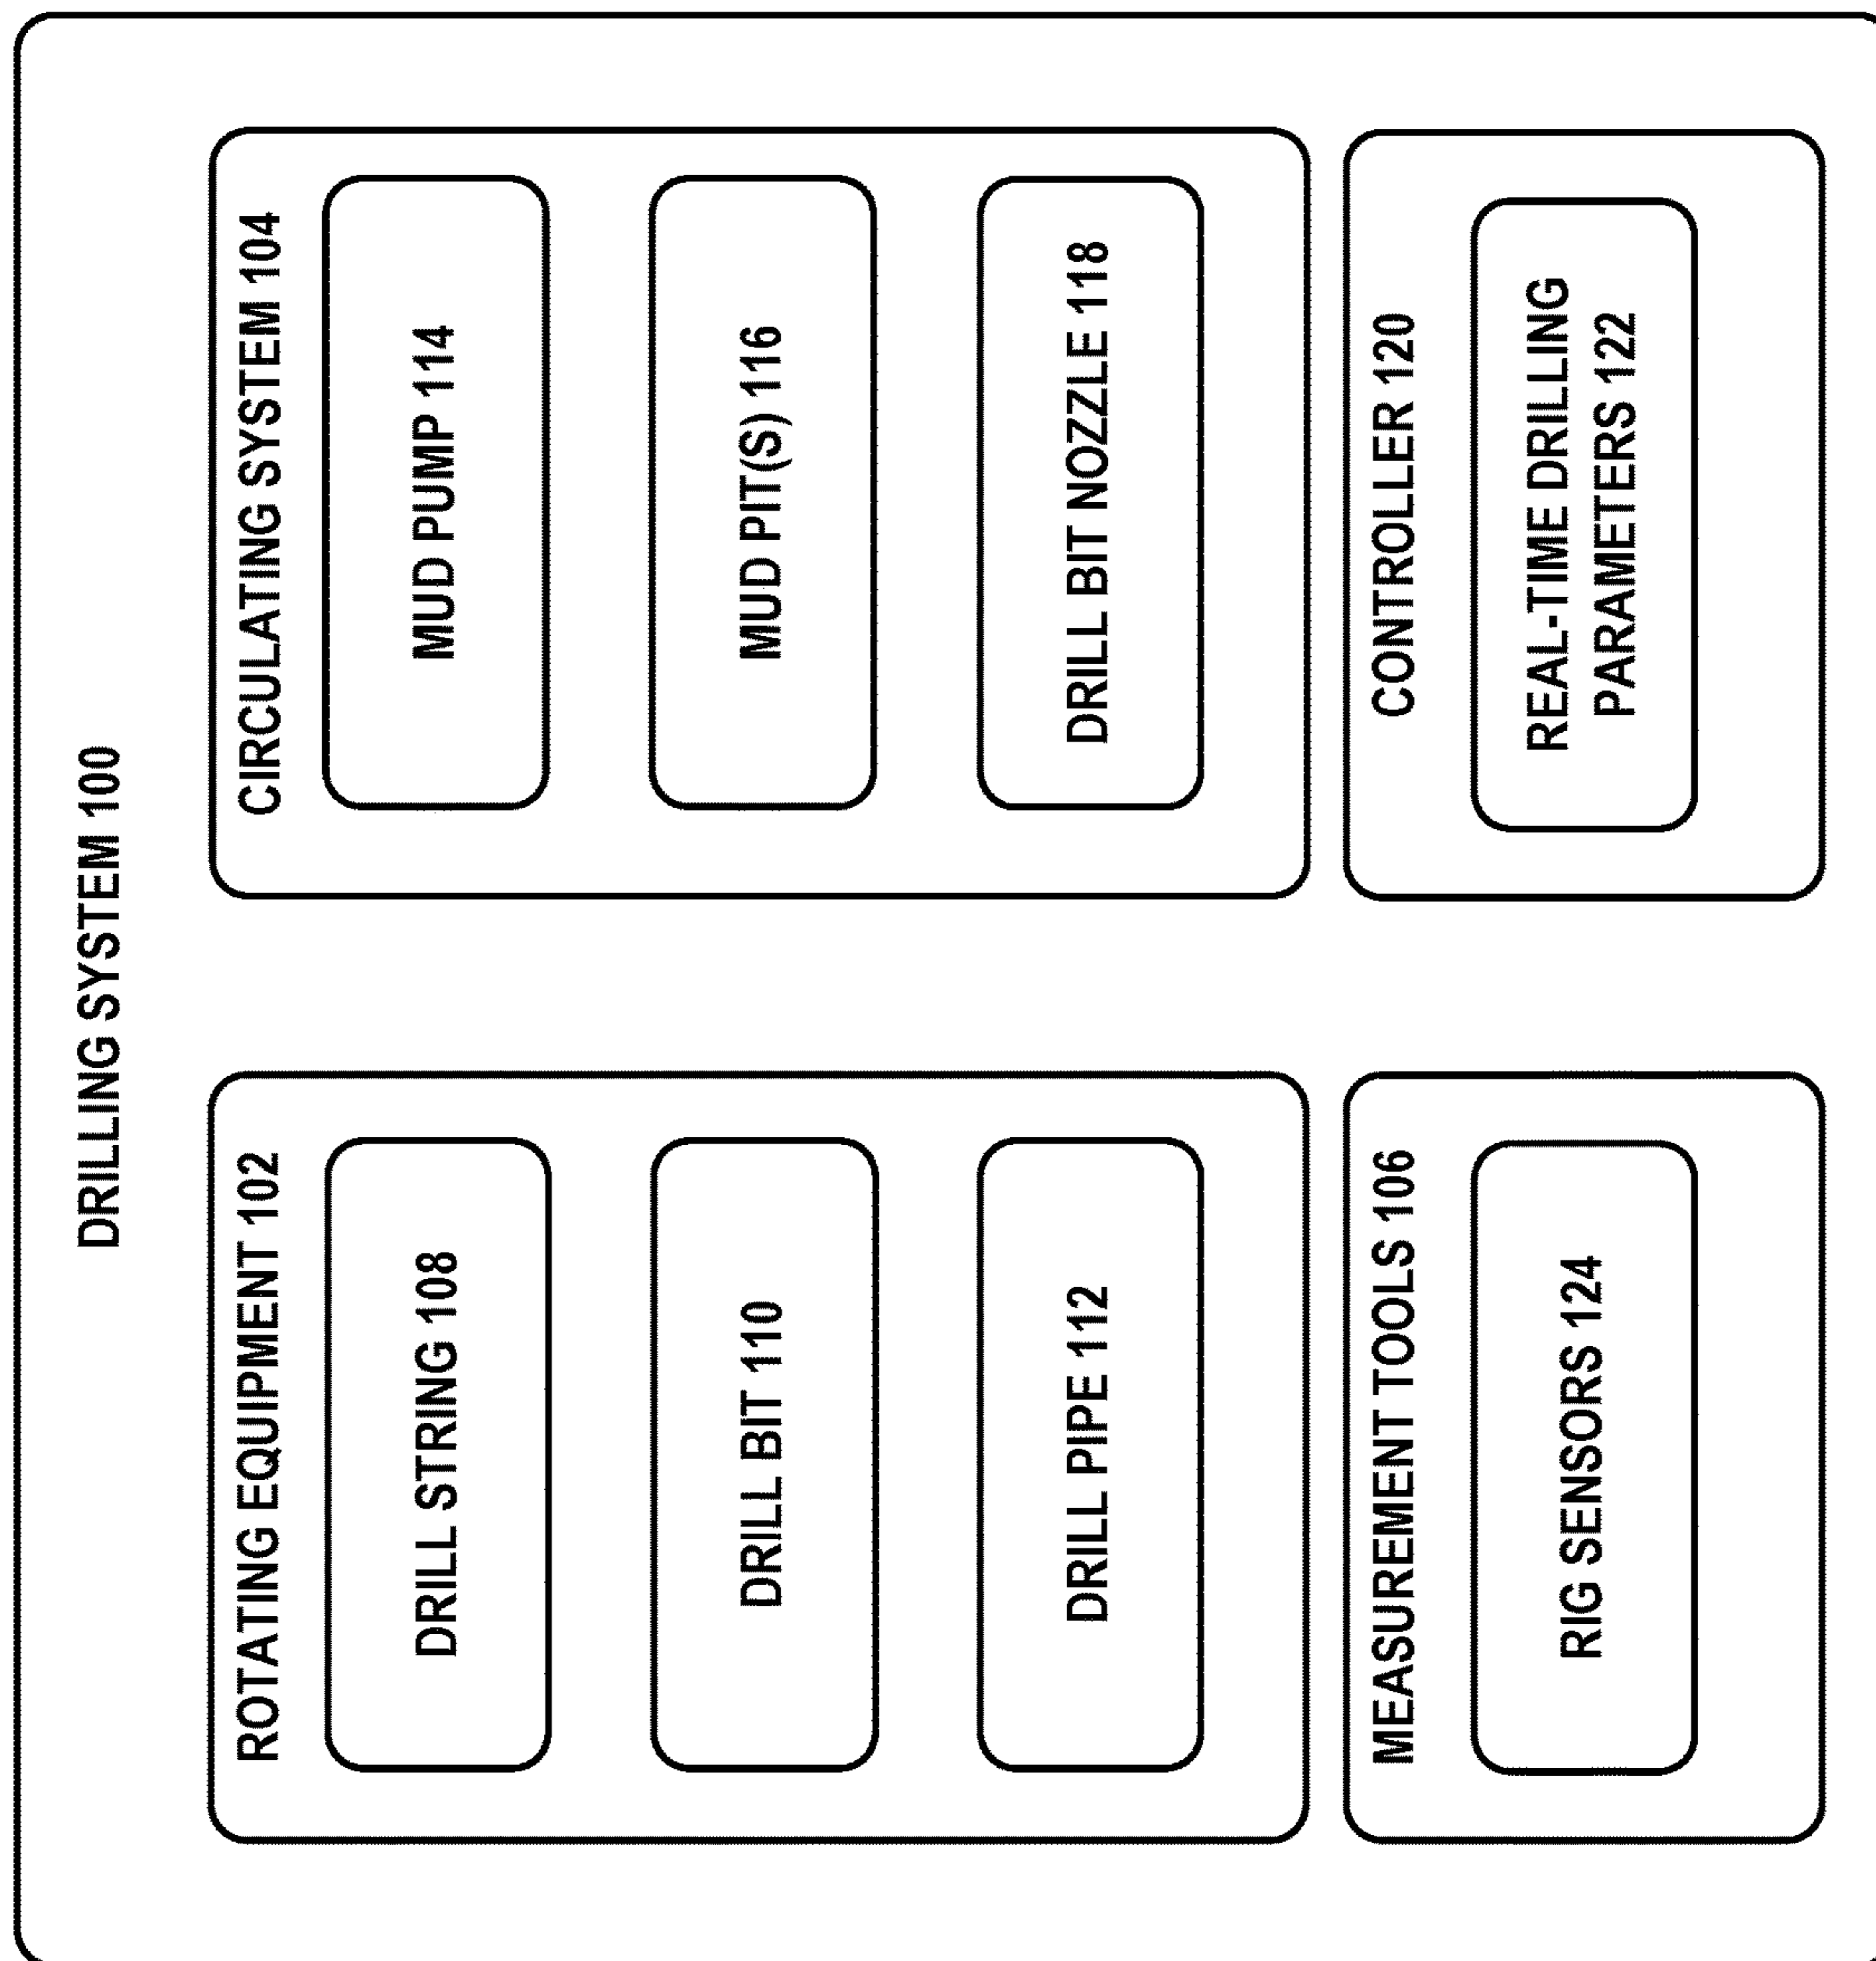 DRILLING SYSTEM 100
ROTATING EQUIPMENT 102
DRILL STRING 108
DRILL BIT 110
DRILL PIPE 112
CIRCULATING SYSTEM 104
MUD PUMP 114
MUD PIT(S) 116
DRILL BIT NOZZLE 118
MEASUREMENT TOOLS 106
RIG SENSORS 124
CONTROLLER 120
REAL-TIME DRILLING
PARAMETERS 122